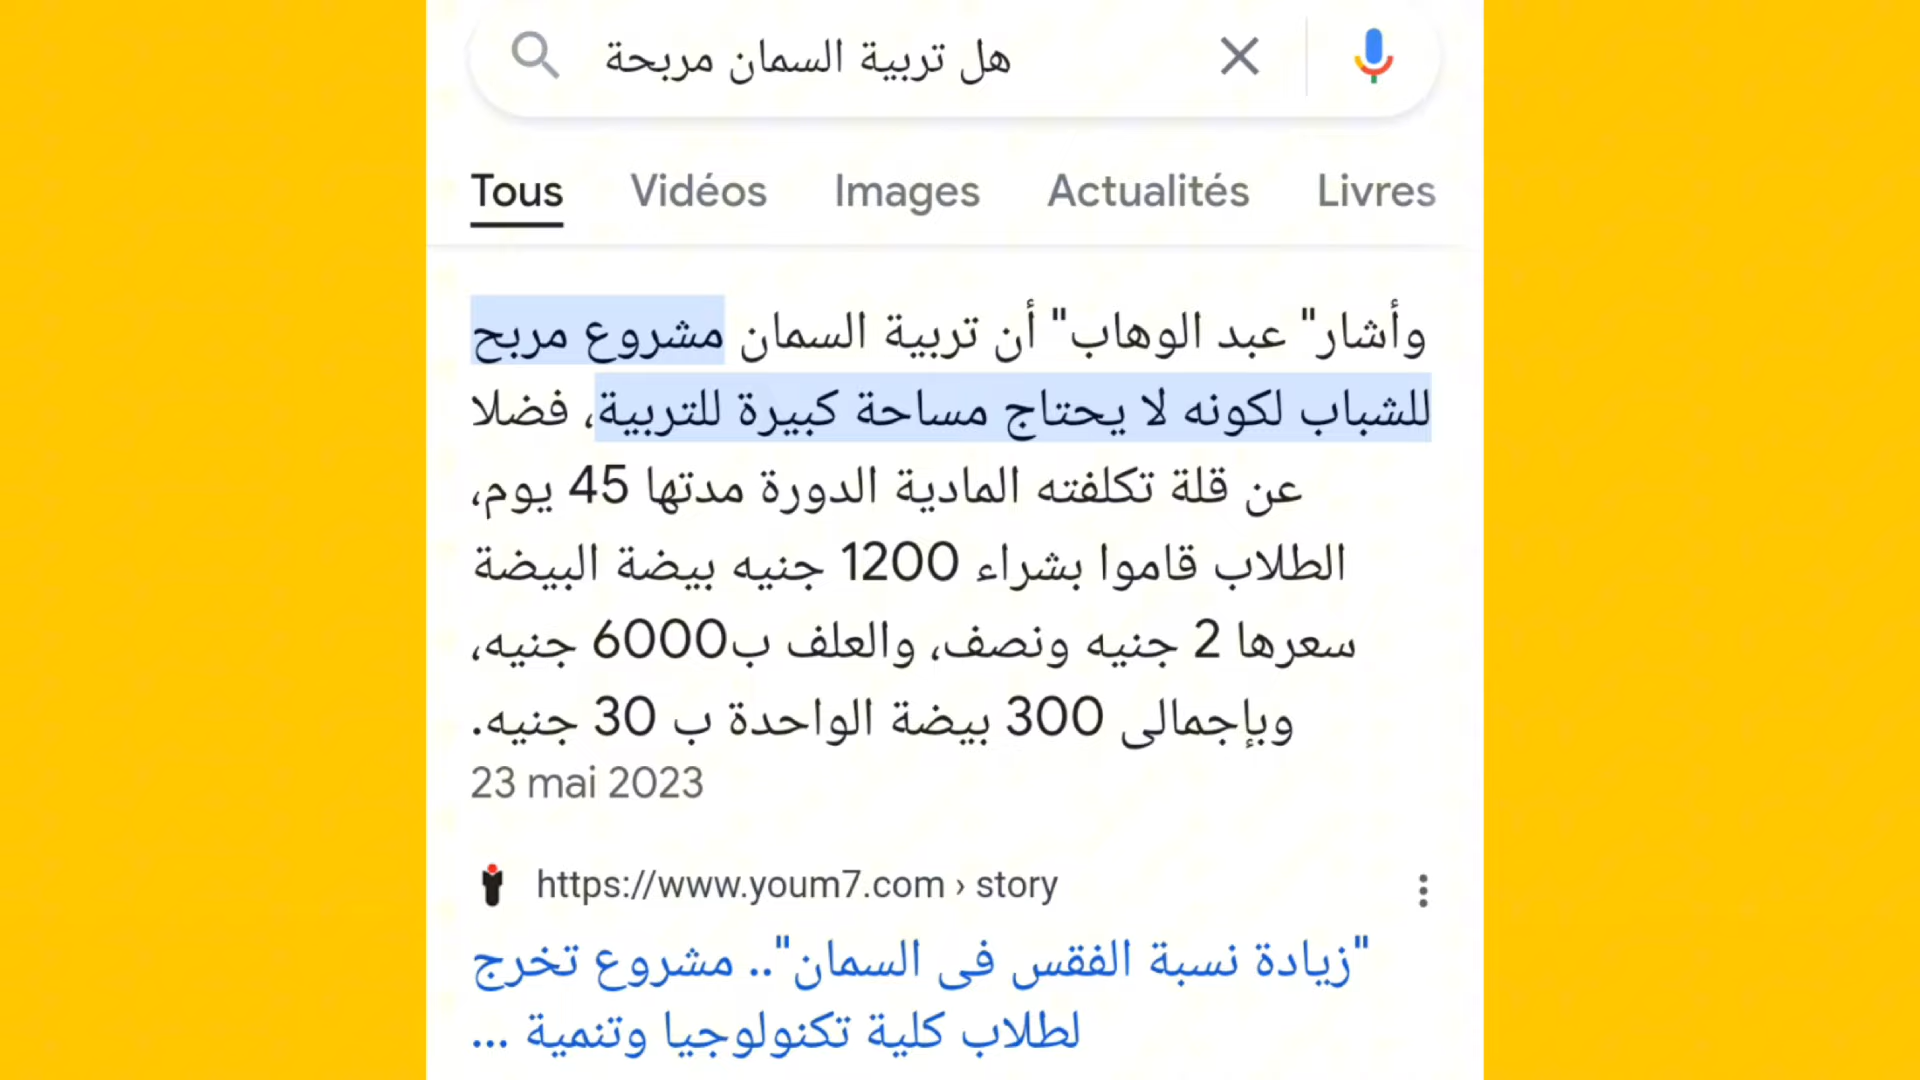 هل تربية السمان مربحة
Tous Vidéos Images Actualités Livres
وأشار" عبد الوهاب" أن تربية السمان مشروع مربح
للشباب لكونه لا يحتاج مساحة كبيرة للتربية، فضلا
عن قلة تكلفته المادية الدورة مدتها 45 يوم،
الطلاب قاموا بشراء 1200 جنيه بيضة البيضة
سعرها 2 جنيه ونصف، والعلف ب6000 جنيه،
وبإجمالى 300 بيضة الواحدة ب 30 جنيه.
23 mai 2023
https://www.youm7.com › story
"زيادة نسبة الفقس فى السمان".. مشروع تخرج
لطلاب كلية تكنولوجيا وتنمية ...